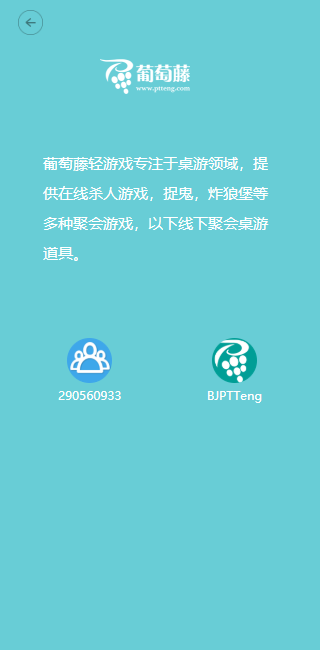 葡萄藤
www.ptteng.com
葡萄藤轻游戏专注于桌游领域，提
供在线杀人游戏，捉鬼，炸狼堡等
多种聚会游戏，以下线下聚会桌游
道具。
290560933
BJPTTeng